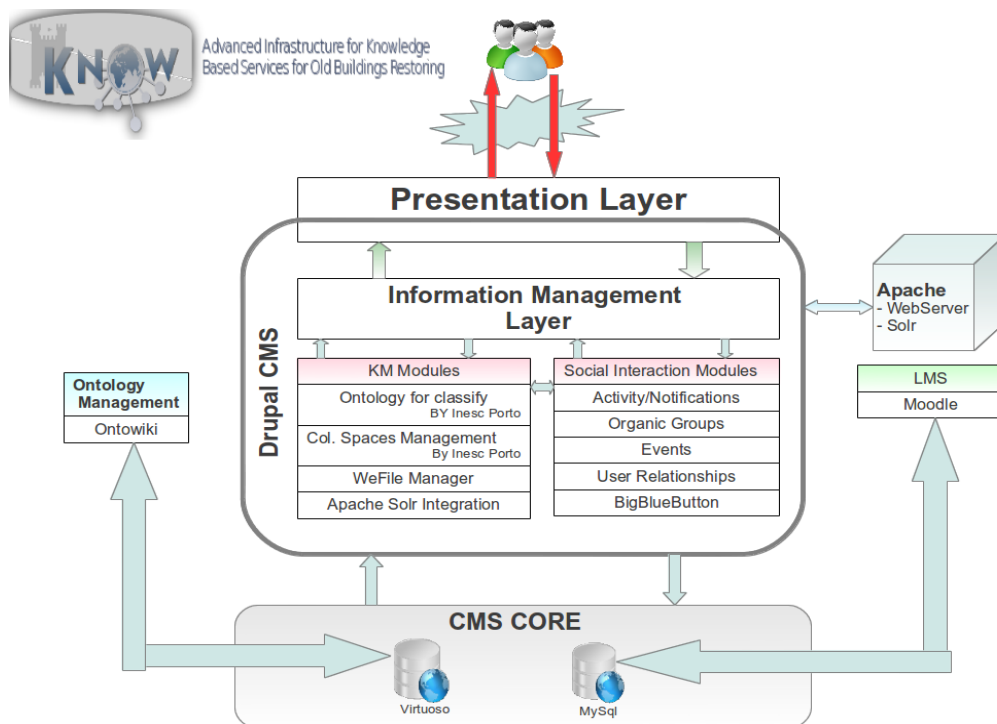 KNOW
Advanced Infrastructure for Knowledge
Based Services for Old Buildings Restoring
Presentation Layer
Information Management
Layer
Drupal CMS
KM Modules
Ontology for classify
BY Inesc Porto
Col. Spaces Management
By Inesc Porto
WeFile Manager
Apache Solr Integration
Social Interaction Modules
Activity/Notifications
Organic Groups
Events
User Relationships
BigBlueButton
Ontology
Management
Ontowiki
Apache
- WebServer
- Solr
LMS
Moodle
CMS CORE
Virtuoso
MySql